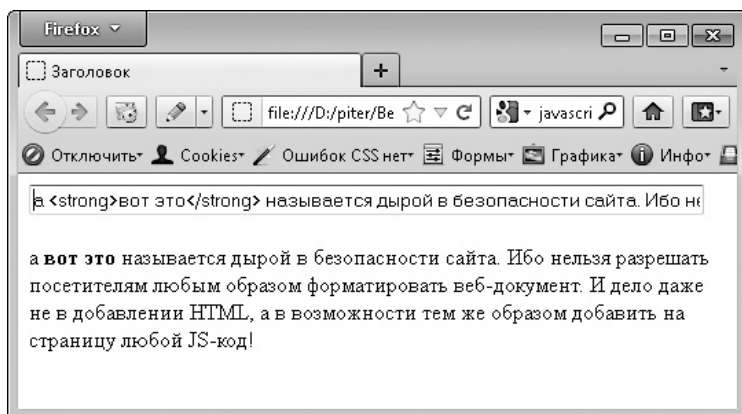 Firefox
Заголовок
file:///D:/piter/Be
javascri
Отключить Cookies Ошибок CSS нет Формы Графика Инфо
а <strong>вот это</strong> называется дырой в безопасности сайта. Ибо не
а вот это называется дырой в безопасности сайта. Ибо нельзя разрешать
посетителям любым образом форматировать веб-документ. И дело даже
не в добавлении HTML, а в возможности тем же образом добавить на
страницу любой JS-код!